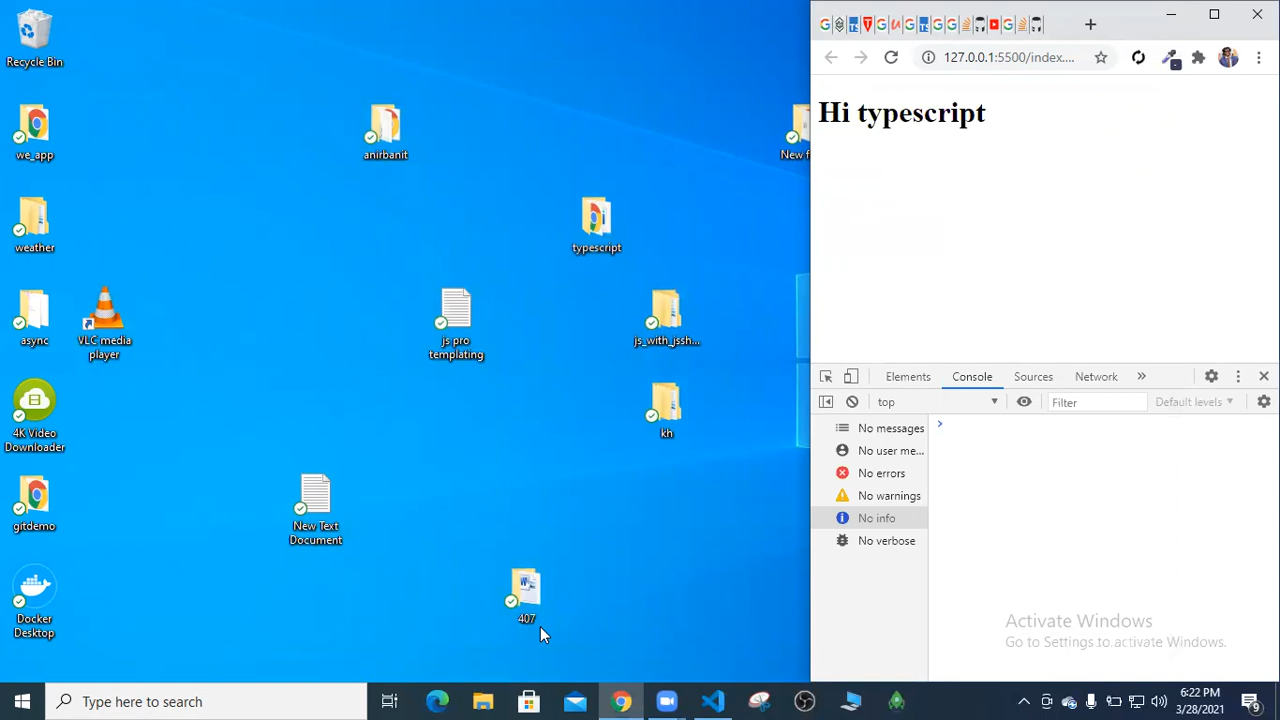 Recycle Bin
we_app
anirbanit
New f
weather
typescript
async
VLC media
player
js pro
templating
js_with_jssh...
4K Video
Downloader
kh
gitdemo
New Text
Document
Docker
Desktop
407
127.0.0.1:5500/index....
Hi typescript
Elements
Console
Sources
Network
»
top
Filter
Default levels
No messages
No user me...
No errors
No warnings
No info
No verbose
Activate Windows
Go to Settings to activate Windows.
Type here to search
6:22 PM
3/28/2021
9